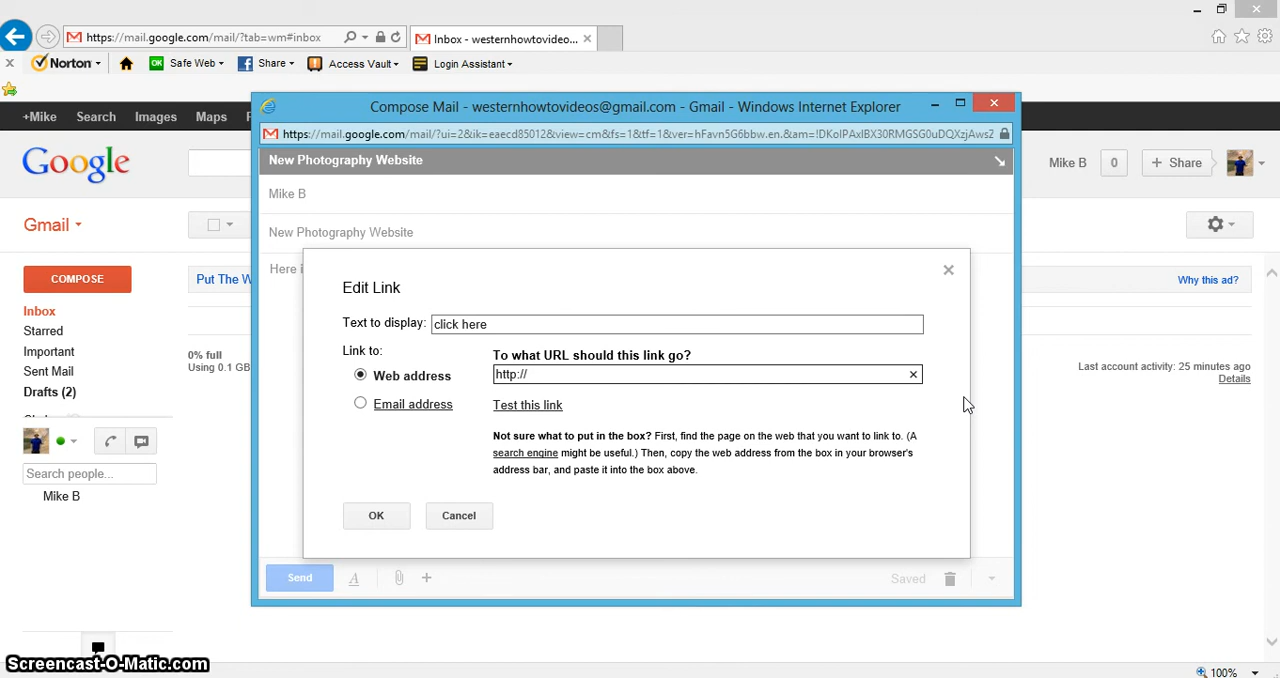 https://mail.google.com/mail/?tab=wm#inbox
Inbox - westernhowtovideo...
Norton
OK Safe Web
Share
Access Vault
Login Assistant
Compose Mail - westernhowtovideos@gmail.com - Gmail - Windows Internet Explorer
+Mike Search Images Maps
https://mail.google.com/mail/?ui=2&ik=eaecd85012&view=cm&fs=1&tf=1&ver=hFavn5G6bbw.en.&am=!DKoIPAxIBX30RMGSG0uDQXzjAws2
Google
New Photography Website
Mike B 0 + Share
Mike B
Gmail
New Photography Website
COMPOSE
Put The W
Here i
Why this ad?
Edit Link
Inbox
Starred
Important
Sent Mail
Drafts (2)
0% full
Using 0.1 GB
Last account activity: 25 minutes ago
Details
Text to display: click here
Link to:
To what URL should this link go?
Web address
http://
Email address
Test this link
Not sure what to put in the box? First, find the page on the web that you want to link to. (A
search engine might be useful.) Then, copy the web address from the box in your browser's
address bar, and paste it into the box above.
Search people...
Mike B
OK Cancel
Send A Saved
Screencast-O-Matic.com
100%